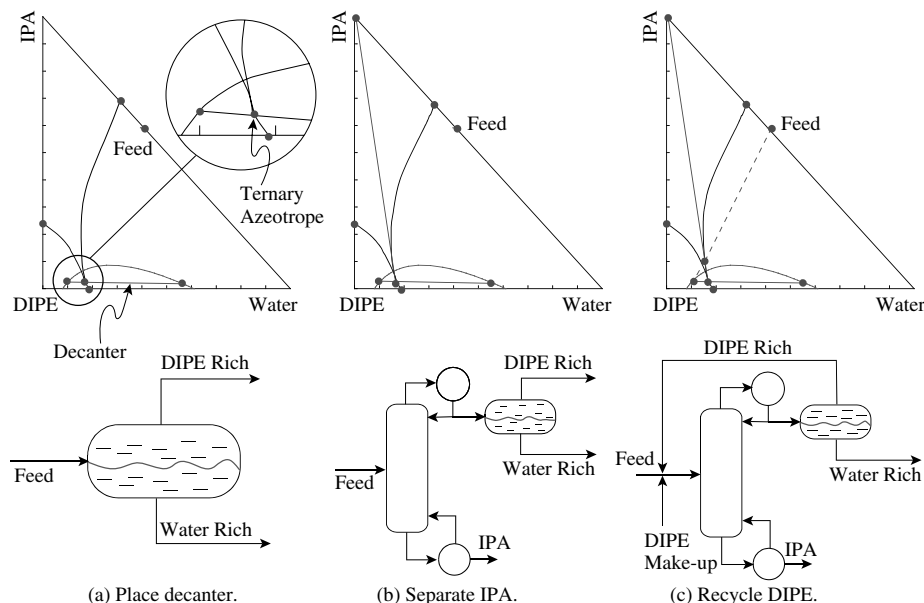 IPA
Feed
Ternary
Azeotrope
DIPE
Water
Decanter
IPA
Feed
DIPE
Water
IPA
Feed
DIPE
Water
DIPE Rich
Feed
Water Rich
(a) Place decanter.
DIPE Rich
Water Rich
Feed
IPA
(b) Separate IPA.
DIPE Rich
Feed
Water Rich
DIPE
Make-up
IPA
(c) Recycle DIPE.